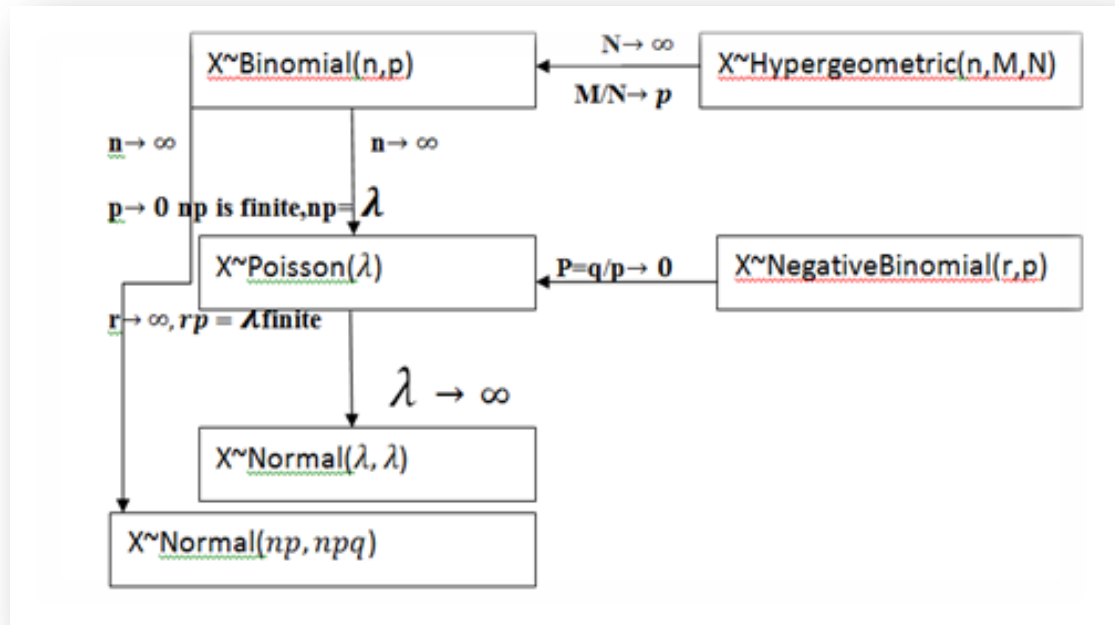 X~Binomial(n,p)
N→ ∞
M/N→ p
X~Hypergeometric(n,M,N)
n→ ∞
n→ ∞
p→ 0 np is finite,np= λ
X~Poisson(λ)
P=q/p→ 0
X~NegativeBinomial(r,p)
r→ ∞, rp = λfinite
λ → ∞
X~Normal(λ, λ)
X~Normal(np, npq)